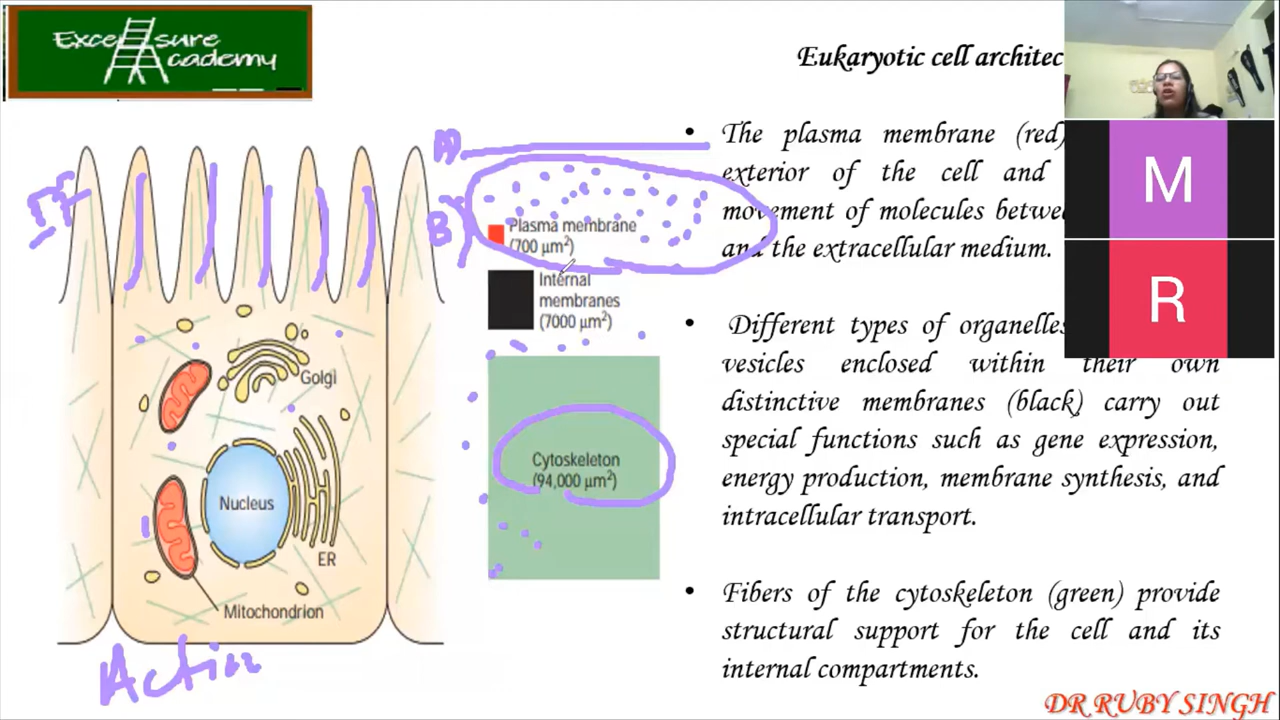 Excel sure
Academy
Eukaryotic cell architec
• The plasma membrane (red)
exterior of the cell and
movement of molecules betwe
and the extracellular medium.
• Different types of organelles
vesicles enclosed within their own
distinctive membranes (black) carry out
special functions such as gene expression,
energy production, membrane synthesis, and
intracellular transport.
• Fibers of the cytoskeleton (green) provide
structural support for the cell and its
internal compartments.
A)
B)
IF
Plasma membrane
(700 µm²)
Internal
membranes
(7000 µm²)
Cytoskeleton
(94,000 µm²)
Golgi
Nucleus
ER
Mitochondrion
Actin
M
R
DR RUBY SINGH